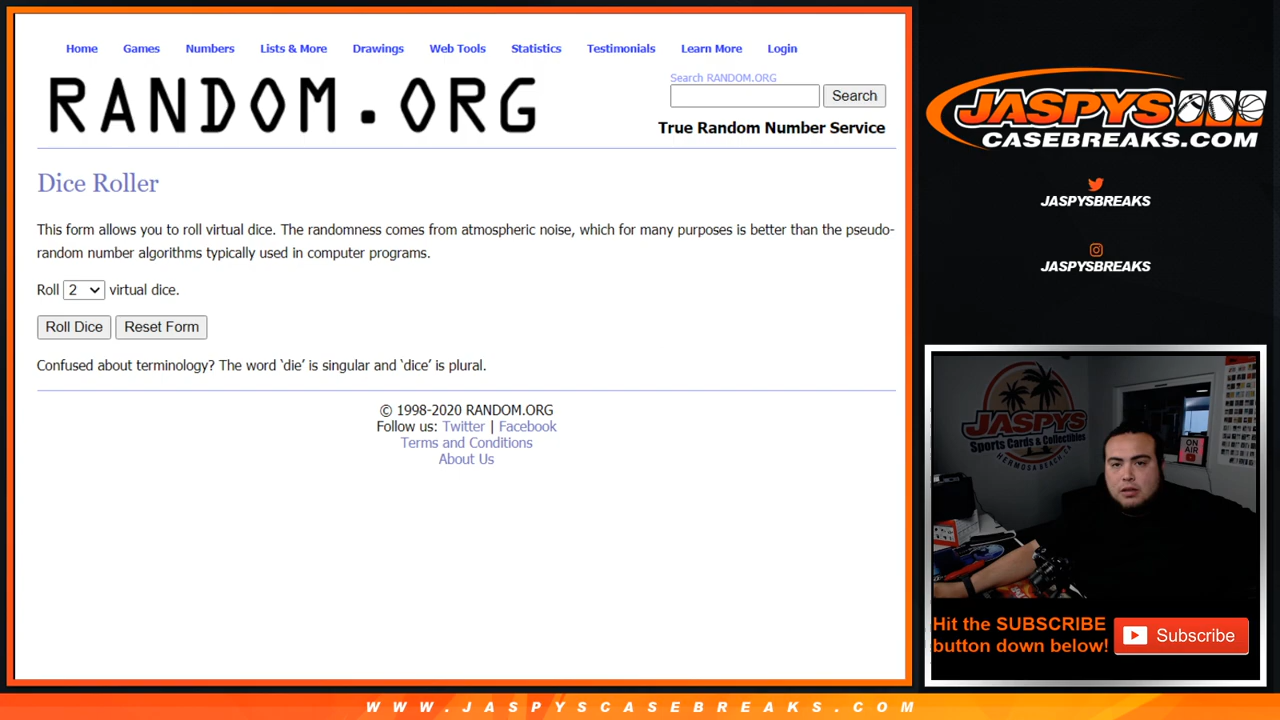 Home Games Numbers Lists & More Drawings Web Tools Statistics Testimonials Learn More Login
RANDOM.ORG
Search RANDOM.ORG
Search
True Random Number Service
Dice Roller
This form allows you to roll virtual dice. The randomness comes from atmospheric noise, which for many purposes is better than the pseudo-
random number algorithms typically used in computer programs.
Roll 2 virtual dice.
Roll Dice Reset Form
Confused about terminology? The word ‘die’ is singular and ‘dice’ is plural.
© 1998-2020 RANDOM.ORG
Follow us: Twitter | Facebook
Terms and Conditions
About Us
JASPYS
CASEBREAKS.COM
JASPYSBREAKS
JASPYSBREAKS
JASPYS
Sports Cards & Collectibles
HERMOSA BEACH, CA
ON
AIR
Hit the SUBSCRIBE
button down below!
Subscribe
WWW.JASPYSCASEBREAKS.COM